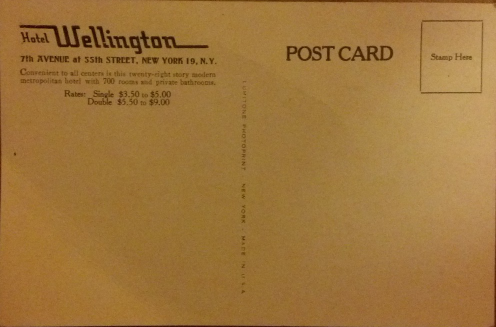 Hotel Wellington
7th AVENUE at 55th STREET, NEW YORK 19, N.Y.
Convenient to all centers is this twenty-eight story modern
metropolitan hotel with 700 rooms and private bathrooms.
Rates: Single $3.50 to $5.00
Double $5.50 to $9.00
POST CARD
Stamp Here
PHOTOPRINT NEW YORK - MADE IN U.S.A.